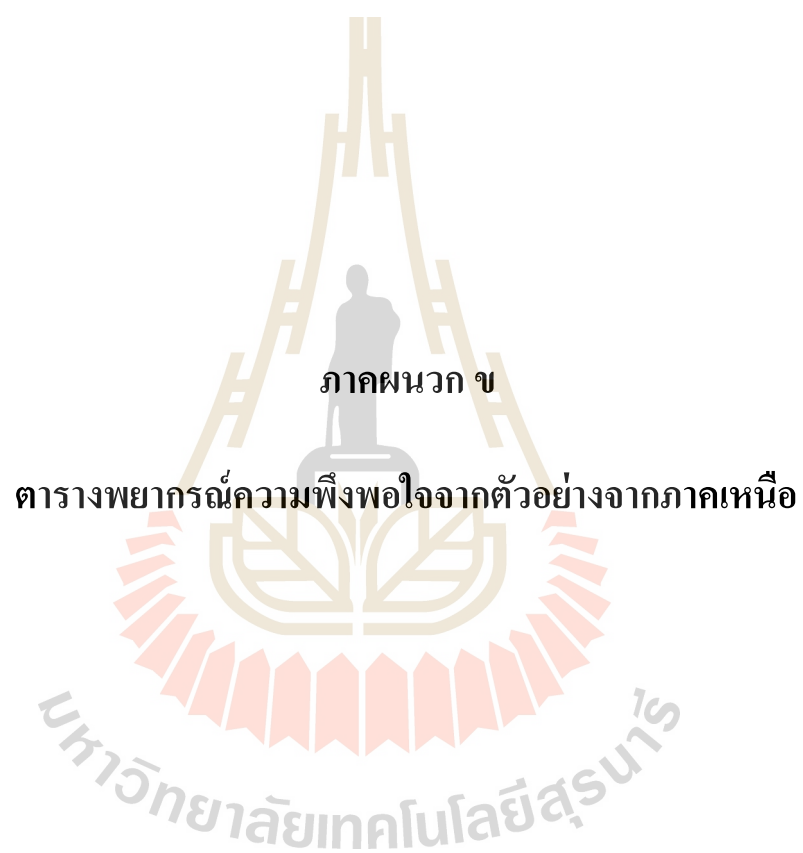 ภาคผนวก ข
ตารางพยากรณ์ความพึงพอใจจากตัวอย่างจากภาคเหนือ
มหาวิทยาลัยเทคโนโลยีสุรนารี